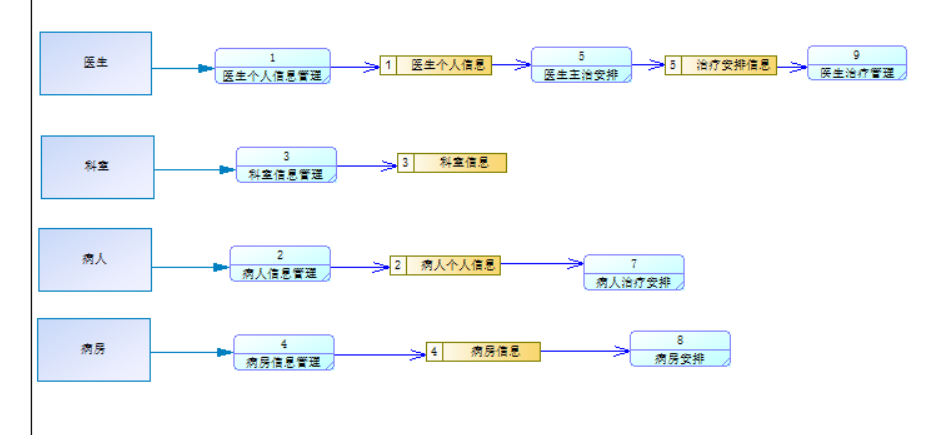 医生
1
医生个人信息管理
1 医生个人信息
5
医生主治安排
5 治疗安排信息
9
医生治疗管理
科室
3
科室信息管理
3 科室信息
病人
2
病人信息管理
2 病人个人信息
7
病人治疗安排
病房
4
病房信息管理
4 病房信息
8
病房安排